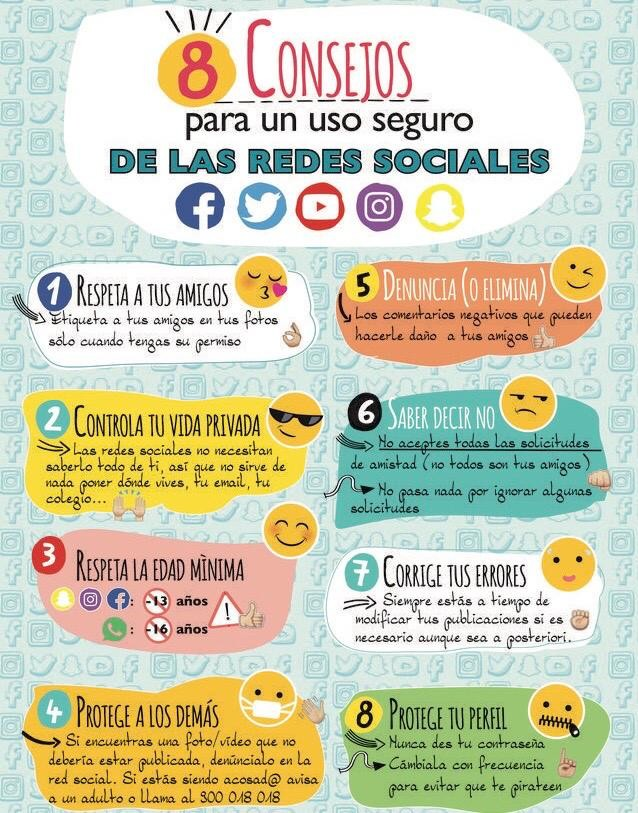 8 CONSEJOS
para un uso seguro
DE LAS REDES SOCIALES
1 RESPETA A TUS AMIGOS
Etiqueta a tus amigos en tus fotos
sólo cuando tengas su permiso
2 CONTROLA TU VIDA PRIVADA
Las redes sociales no necesitan
saberlo todo de ti, así que no sirve de
nada poner dónde vives, tu email, tu
colegio...
3 RESPETA LA EDAD MÌNIMA
: -13 años
: -16 años
!
4 PROTEGE A LOS DEMÁS
Si encuentras una foto/vídeo que no
debería estar publicada, denúncialo en la
red social. Si estás siendo acosad@ avisa
a un adulto o llama al 300 018 018
5 DENUNCIA (O ELIMINA)
Los comentarios negativos que pueden
hacerle daño a tus amigos
6 SABER DECIR NO
No aceptes todas las solicitudes
de amistad (no todos son tus amigos)
No pasa nada por ignorar algunas
solicitudes
7 CORRIGE TUS ERRORES
Siempre estás a tiempo de
modificar tus publicaciones si es
necesario aunque sea a posteriori.
8 PROTEGE TU PERFIL
Nunca des tu contraseña
Cámbiala con frecuencia
para evitar que te pirateen